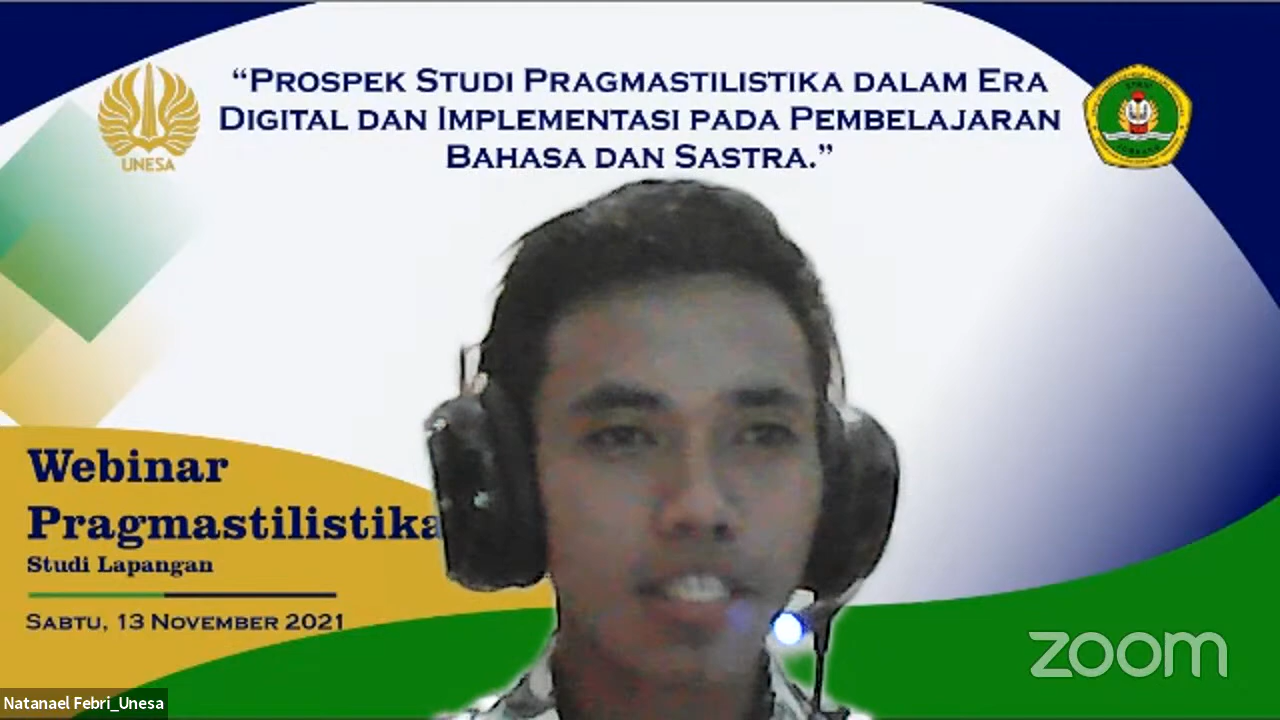 “PROSPEK STUDI PRAGMASTILISTIKA DALAM ERA
DIGITAL DAN IMPLEMENTASI PADA PEMBELAJARAN
BAHASA DAN SASTRA.”
UNESA
JOMBANG
Webinar
Pragmastilistika
Studi Lapangan
SABTU, 13 NOVEMBER 2021
zoom
Natanael Febri_Unesa